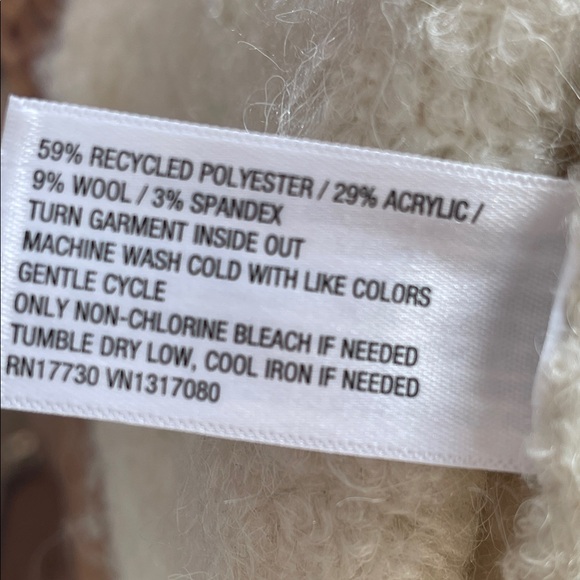 59% RECYCLED POLYESTER / 29% ACRYLIC /
9% WOOL / 3% SPANDEX
TURN GARMENT INSIDE OUT
MACHINE WASH COLD WITH LIKE COLORS
GENTLE CYCLE
ONLY NON-CHLORINE BLEACH IF NEEDED
TUMBLE DRY LOW, COOL IRON IF NEEDED
RN17730 VN1317080